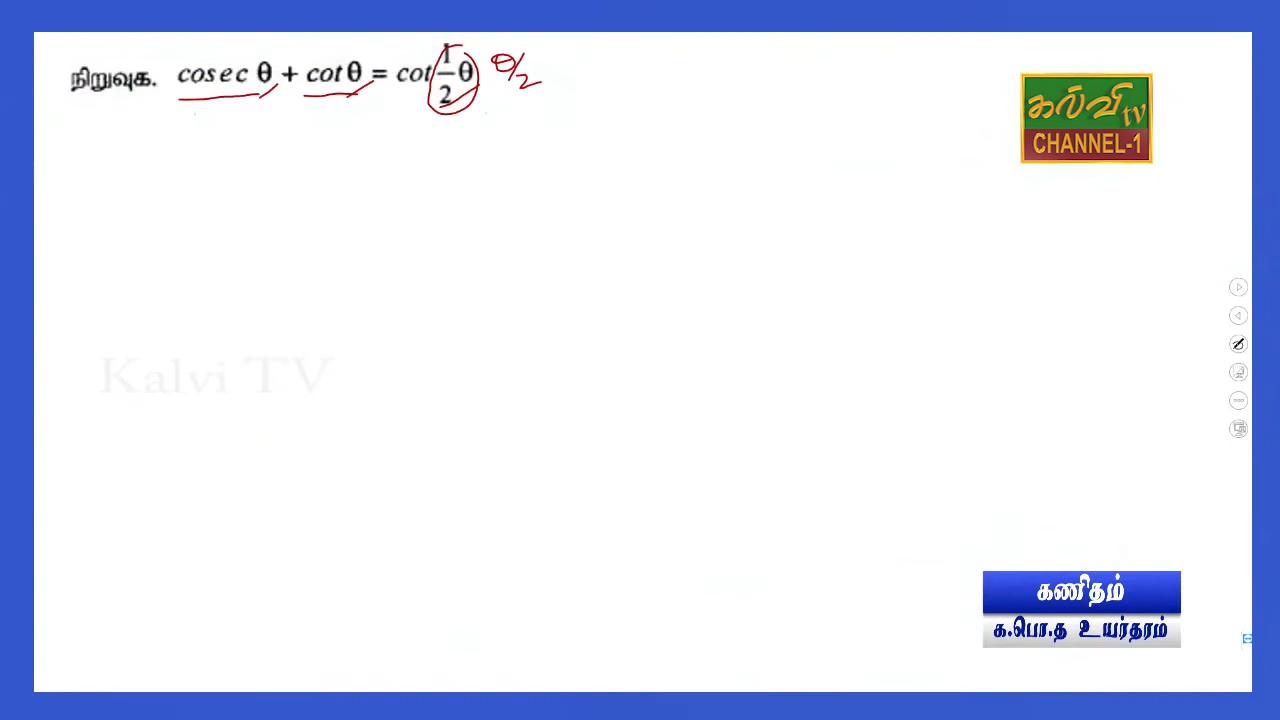 நிறுவுக. cosec θ + cot θ = cot 1/2 θ θ/2
கல்வி tv
CHANNEL-1
Kalvi TV
கணிதம்
க.பொ.த உயர்தரம்